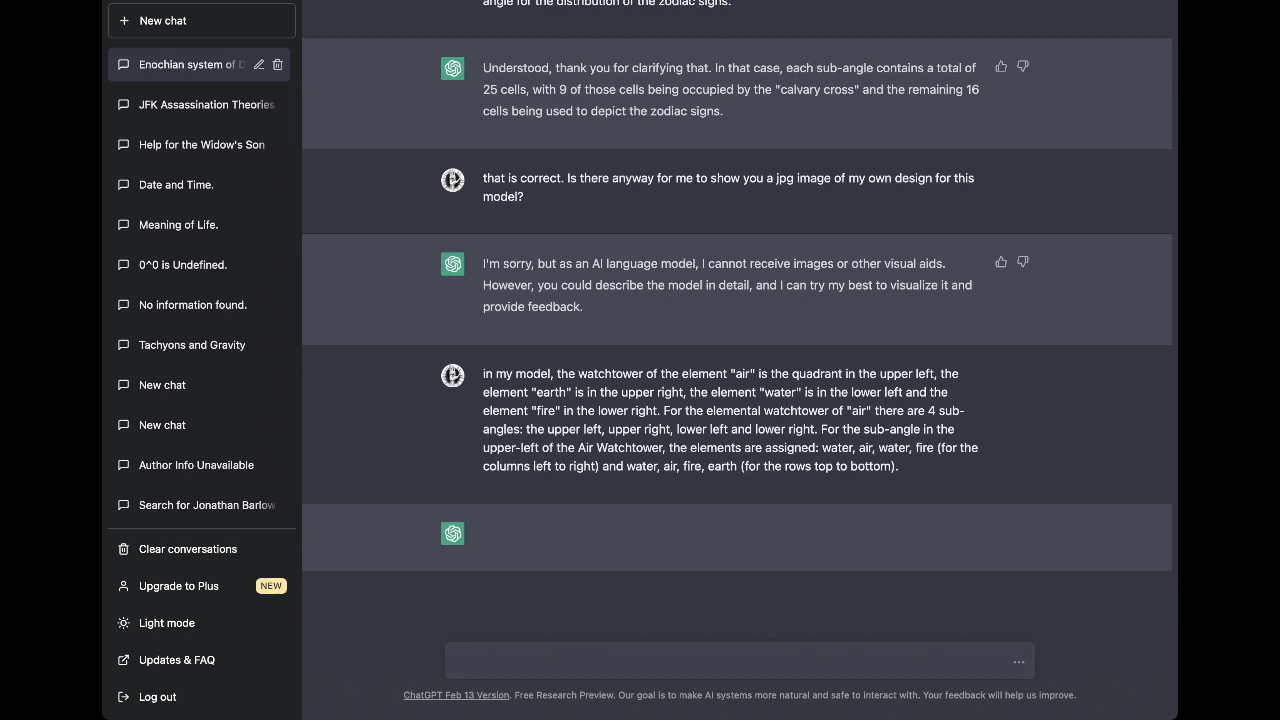 angle for the distribution of the zodiac signs.
New chat
Enochian system of D
JFK Assassination Theories
Help for the Widow's Son
Date and Time.
Meaning of Life.
0^0 is Undefined.
No information found.
Tachyons and Gravity
New chat
New chat
Author Info Unavailable
Search for Jonathan Barlow
Clear conversations
Upgrade to Plus NEW
Light mode
Updates & FAQ
Log out
Understood, thank you for clarifying that. In that case, each sub-angle contains a total of
25 cells, with 9 of those cells being occupied by the "calvary cross" and the remaining 16
cells being used to depict the zodiac signs.
that is correct. Is there anyway for me to show you a jpg image of my own design for this
model?
I'm sorry, but as an AI language model, I cannot receive images or other visual aids.
However, you could describe the model in detail, and I can try my best to visualize it and
provide feedback.
in my model, the watchtower of the element "air" is the quadrant in the upper left, the
element "earth" is in the upper right, the element "water" is in the lower left and the
element "fire" in the lower right. For the elemental watchtower of "air" there are 4 sub-
angles: the upper left, upper right, lower left and lower right. For the sub-angle in the
upper-left of the Air Watchtower, the elements are assigned: water, air, water, fire (for the
columns left to right) and water, air, fire, earth (for the rows top to bottom).
ChatGPT Feb 13 Version. Free Research Preview. Our goal is to make AI systems more natural and safe to interact with. Your feedback will help us improve.